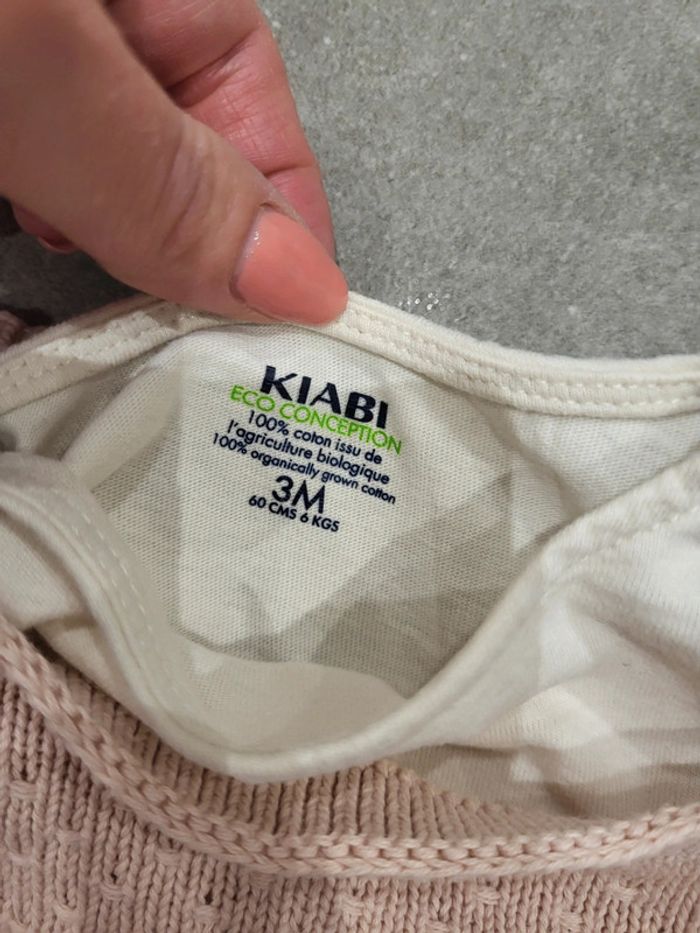 KIABI
ECO CONCEPTION
100% coton issu de
l'agriculture biologique
100% organically grown cotton
3M
60 CMS 6 KGS